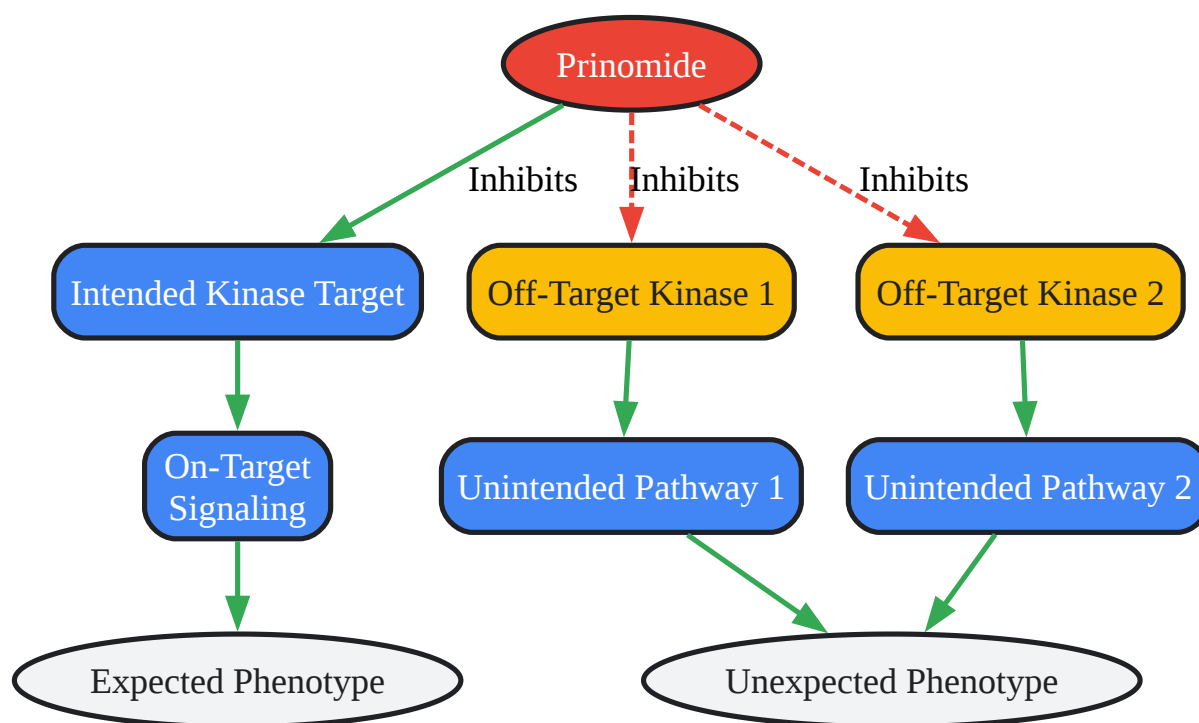 Prinomide
Inhibits
Inhibits
Inhibits
Intended Kinase Target
Off-Target Kinase 1
Off-Target Kinase 2
On-Target
Signaling
Unintended Pathway 1
Unintended Pathway 2
Expected Phenotype
Unexpected Phenotype